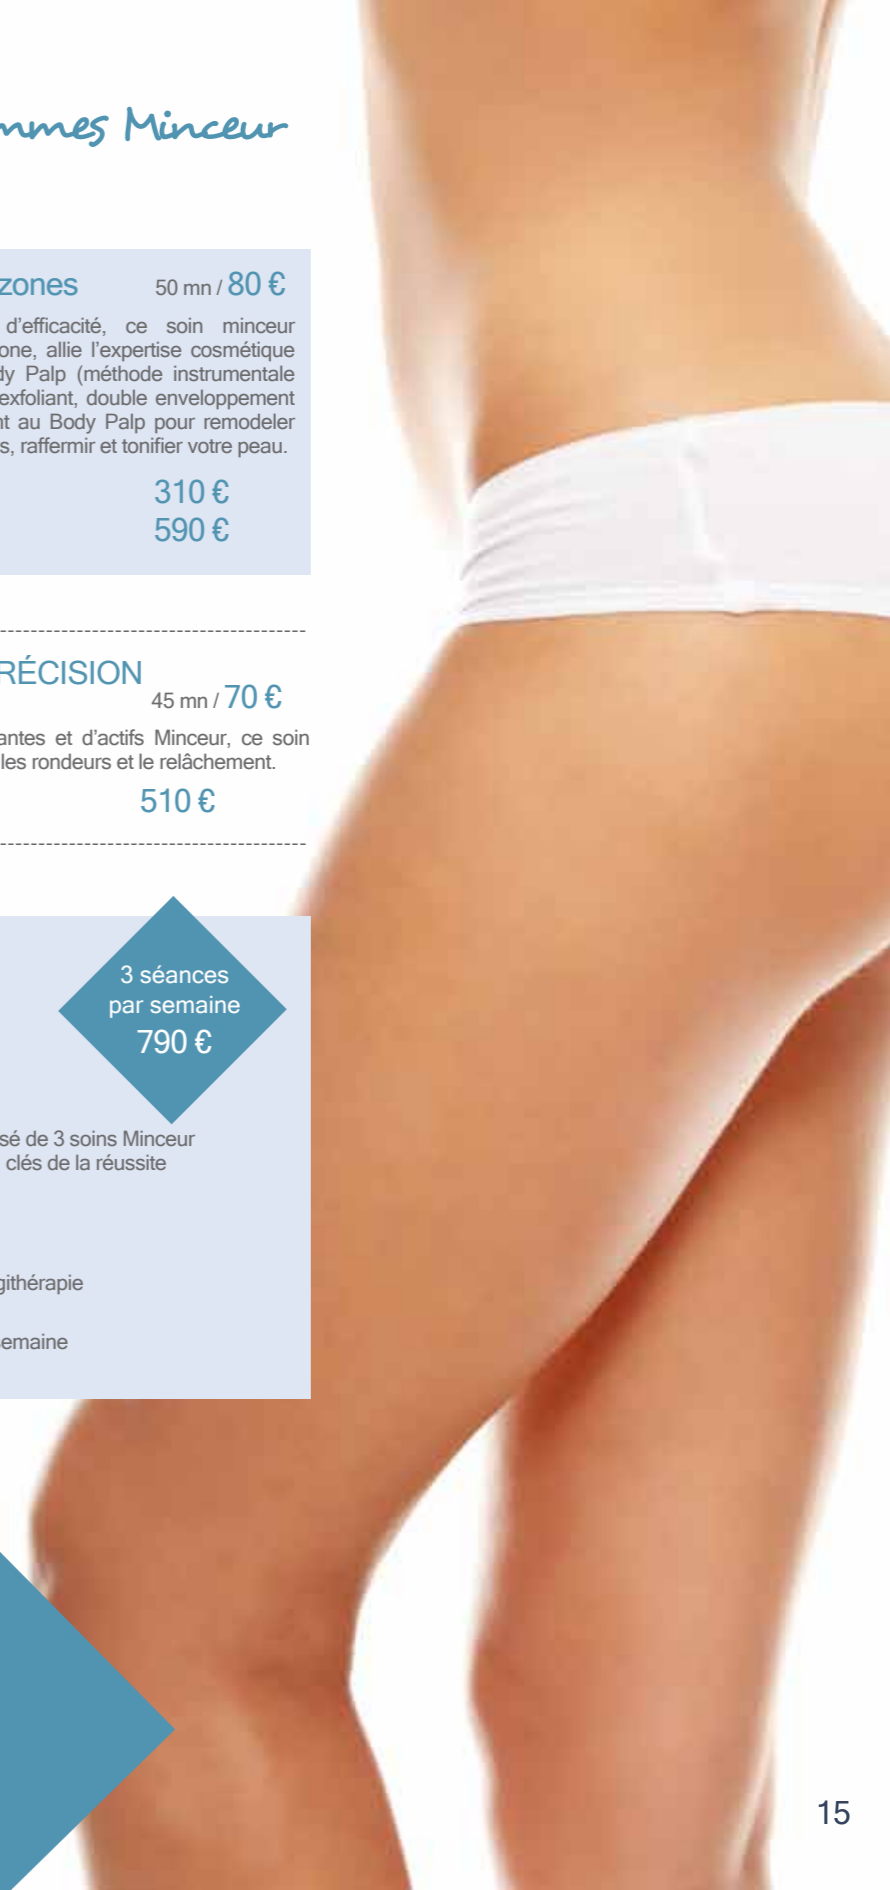 mmes Minceur
zones 50 mn / 80 €
d'efficacité, ce soin minceur
one, allie l'expertise cosmétique
dy Palp (méthode instrumentale
exfoliant, double enveloppement
nt au Body Palp pour remodeler
s, raffermir et tonifier votre peau.
310 €
590 €
RÉCISION
45 mn / 70 €
antes et d'actifs Minceur, ce soin
les rondeurs et le relâchement.
510 €
3 séances
par semaine
790 €
sé de 3 soins Minceur
clés de la réussite
githérapie
semaine
15